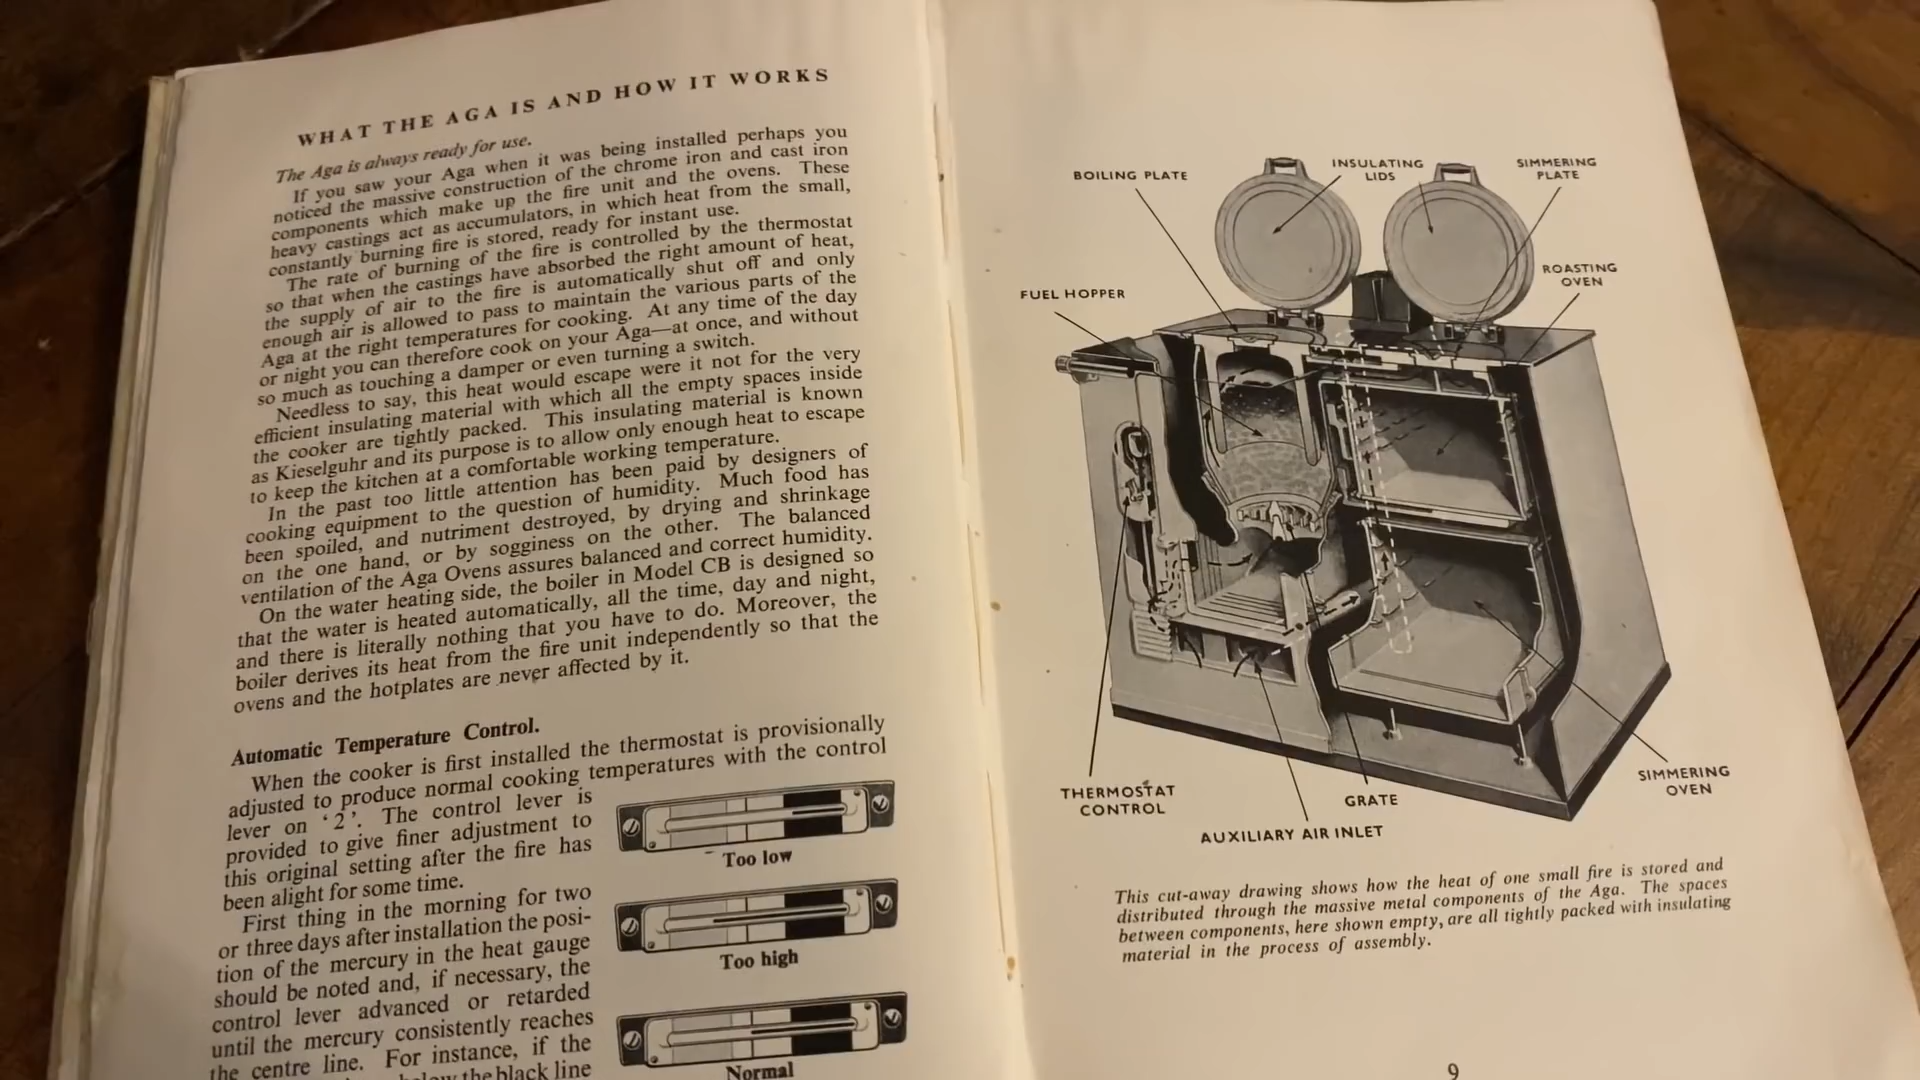 WHAT THE AGA IS AND HOW IT WORKS
The Aga is always ready for use.
If you saw your Aga when it was being installed perhaps you
noticed the massive construction of the chrome iron and cast iron
components which make up the fire unit and the ovens. These
heavy castings act as accumulators, in which heat from the small,
constantly burning fire is stored, ready for instant use.
The rate of burning of the fire is controlled by the thermostat
so that when the castings have absorbed the right amount of heat,
the supply of air to the fire is automatically shut off and only
enough air is allowed to pass to maintain the various parts of the
Aga at the right temperatures for cooking. At any time of the day
or night you can therefore cook on your Aga—at once, and without
so much as touching a damper or even turning a switch.
Needless to say, this heat would escape were it not for the very
efficient insulating material with which all the empty spaces inside
the cooker are tightly packed. This insulating material is known
as Kieselguhr and its purpose is to allow only enough heat to escape
to keep the kitchen at a comfortable working temperature.
In the past too little attention has been paid by designers of
cooking equipment to the question of humidity. Much food has
been spoiled, and nutriment destroyed, by drying and shrinkage
on the one hand, or by sogginess on the other. The balanced
ventilation of the Aga Ovens assures balanced and correct humidity.
On the water heating side, the boiler in Model CB is designed so
that the water is heated automatically, all the time, day and night,
and there is literally nothing that you have to do. Moreover, the
boiler derives its heat from the fire unit independently so that the
ovens and the hotplates are never affected by it.
Automatic Temperature Control.
When the cooker is first installed the thermostat is provisionally
adjusted to produce normal cooking temperatures with the control
lever on ‘2’. The control lever is
provided to give finer adjustment to
this original setting after the fire has
been alight for some time.
First thing in the morning for two
or three days after installation the posi-
tion of the mercury in the heat gauge
should be noted and, if necessary, the
control lever advanced or retarded
until the mercury consistently reaches
the centre line. For instance, if the
below the black line
Too low
Too high
Normal
BOILING PLATE
INSULATING
LIDS
SIMMERING
PLATE
ROASTING
OVEN
FUEL HOPPER
THERMOSTAT
CONTROL
AUXILIARY AIR INLET
GRATE
SIMMERING
OVEN
This cut-away drawing shows how the heat of one small fire is stored and
distributed through the massive metal components of the Aga. The spaces
between components, here shown empty, are all tightly packed with insulating
material in the process of assembly.
9